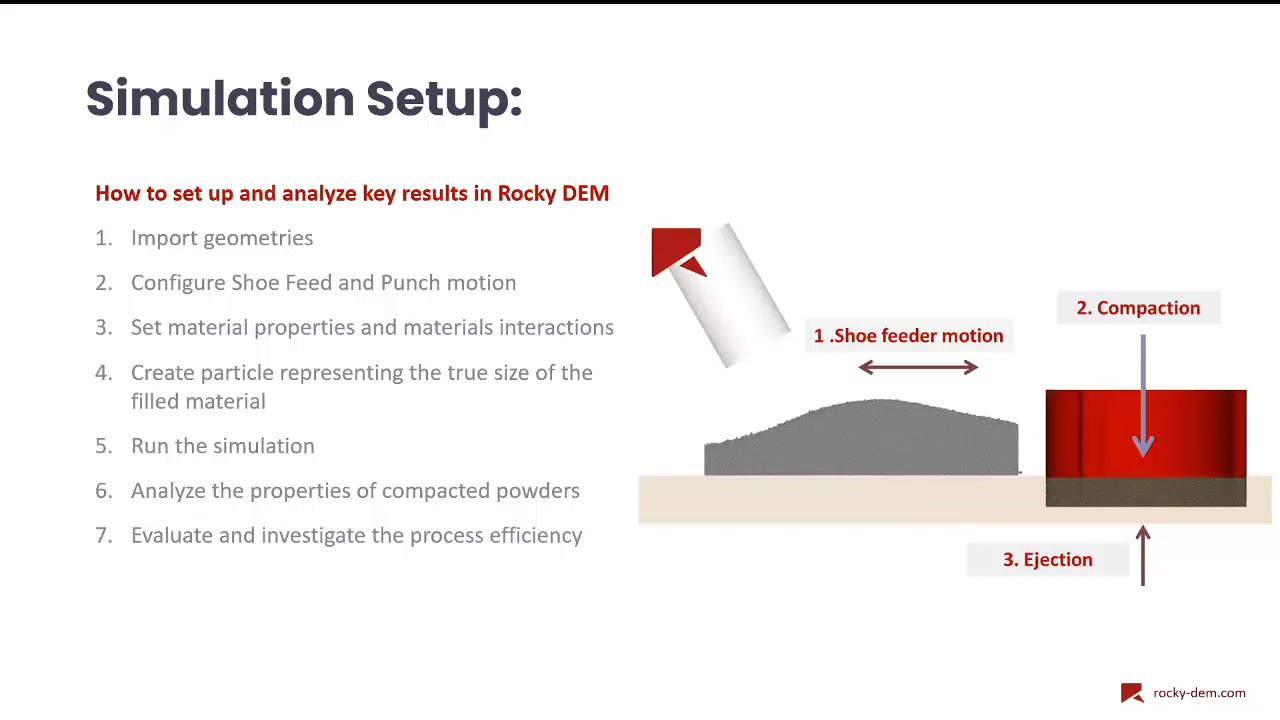 Simulation Setup:
How to set up and analyze key results in Rocky DEM
1. Import geometries
2. Configure Shoe Feed and Punch motion
3. Set material properties and materials interactions
4. Create particle representing the true size of the
filled material
5. Run the simulation
6. Analyze the properties of compacted powders
7. Evaluate and investigate the process efficiency
2. Compaction
1 .Shoe feeder motion
3. Ejection
rocky-dem.com